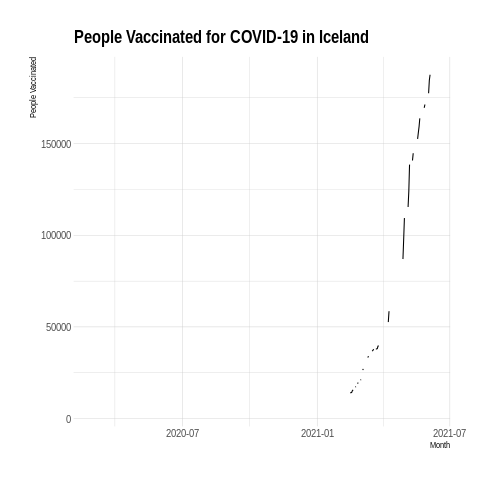 People Vaccinated for COVID-19 in Iceland
People Vaccinated
150000
100000
50000
0
2020-07
2021-01
2021-07
Month